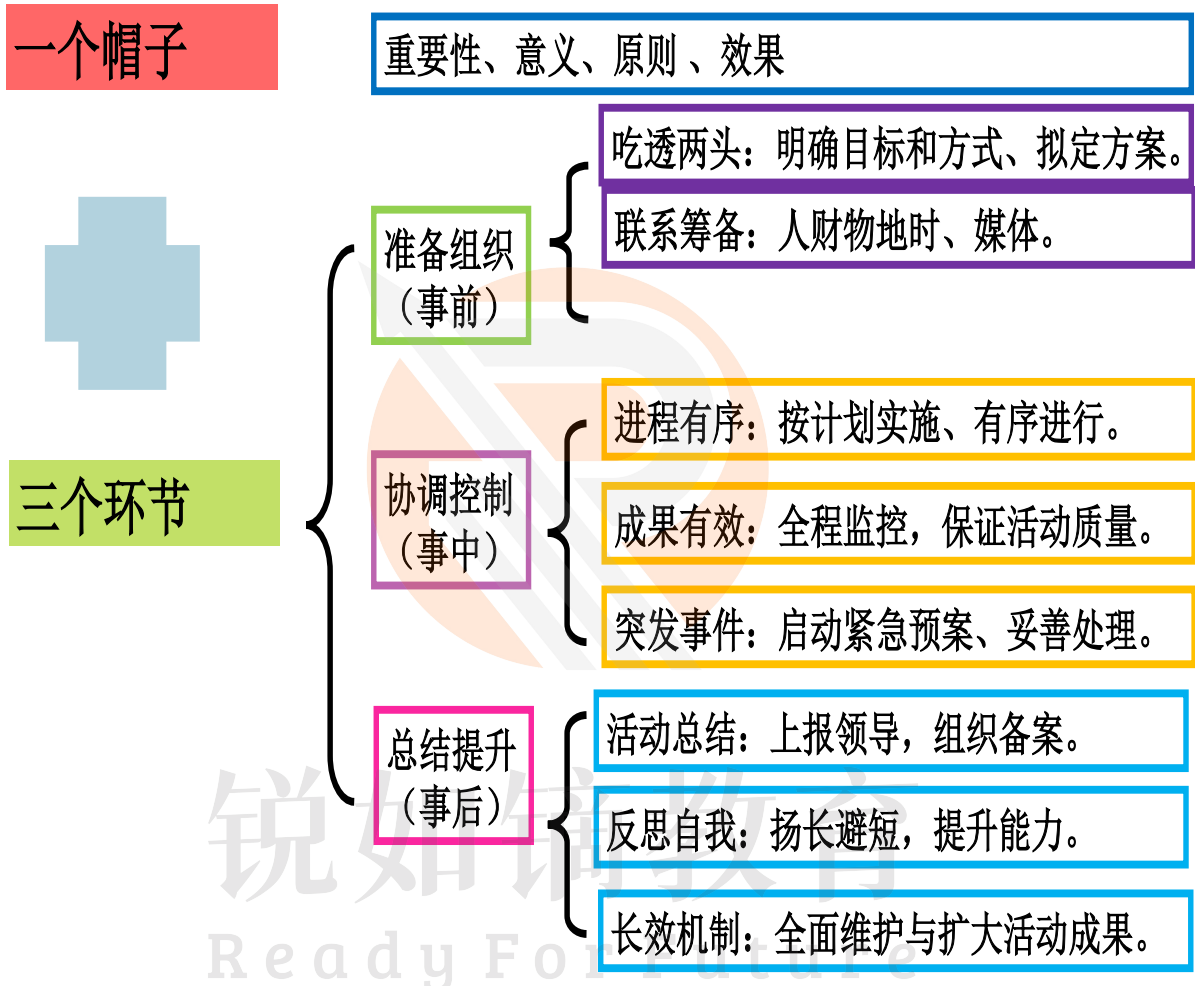 一个帽子
重要性、意义、原则 、效果
吃透两头：明确目标和方式、拟定方案。
联系筹备：人财物地时、媒体。
准备组织
（事前）
三个环节
进程有序：按计划实施、有序进行。
协调控制
（事中）
成果有效：全程监控，保证活动质量。
突发事件：启动紧急预案、妥善处理。
总结提升
（事后）
活动总结：上报领导，组织备案。
反思自我：扬长避短，提升能力。
长效机制：全面维护与扩大活动成果。
锐如镝教育
Ready For Future